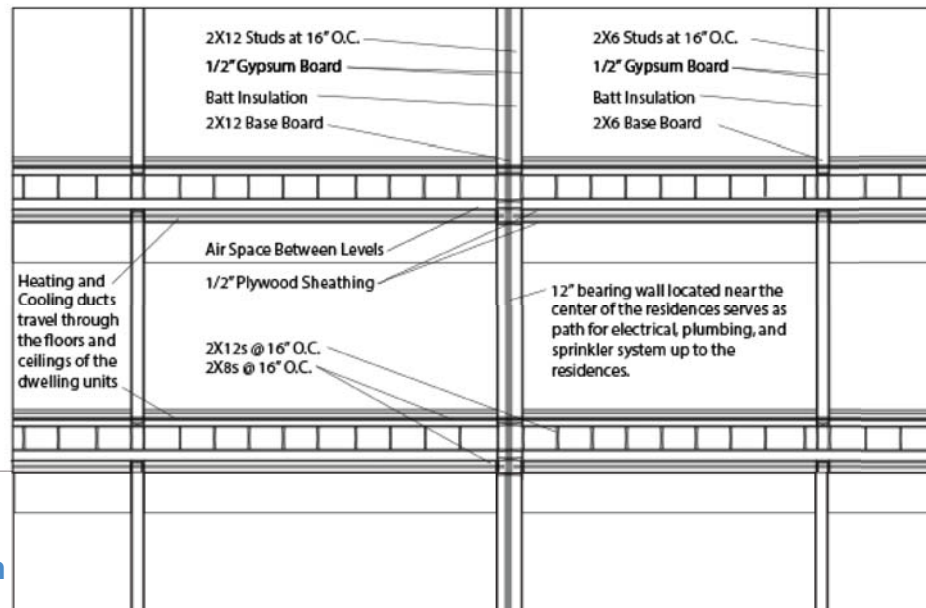 2X12 Studs at 16" O.C.
1/2" Gypsum Board
Batt Insulation
2X12 Base Board
2X6 Studs at 16" O.C.
1/2" Gypsum Board
Batt Insulation
2X6 Base Board
Air Space Between Levels
1/2" Plywood Sheathing
Heating and
Cooling ducts
travel through
the floors and
ceilings of the
dwelling units
12" bearing wall located near the
center of the residences serves as
path for electrical, plumbing, and
sprinkler system up to the
residences.
2X12s @ 16" O.C.
2X8s @ 16" O.C.